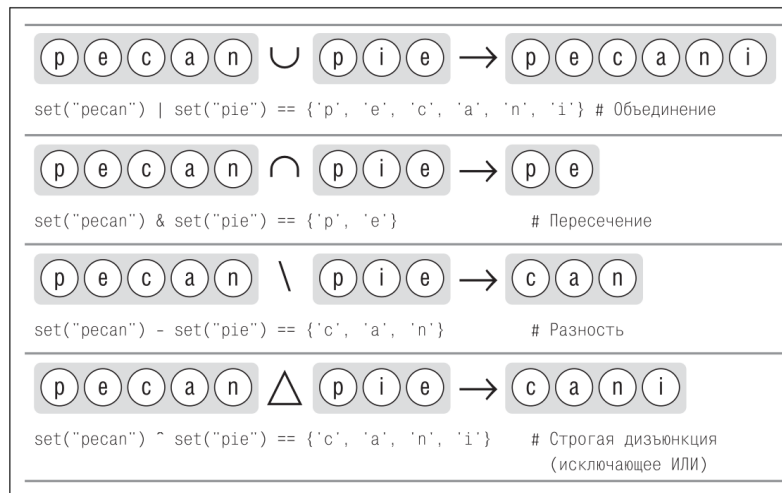 p e c a n ∪ p i e → p e c a n i
set("pecan") | set("pie") == {'p', 'e', 'c', 'a', 'n', 'i'} # Объединение
p e c a n ∩ p i e → p e
set("pecan") & set("pie") == {'p', 'e'} # Пересечение
p e c a n \ p i e → c a n
set("pecan") - set("pie") == {'c', 'a', 'n'} # Разность
p e c a n △ p i e → c a n i
set("pecan") ^ set("pie") == {'c', 'a', 'n', 'i'} # Строгая дизъюнкция
(исключающее ИЛИ)